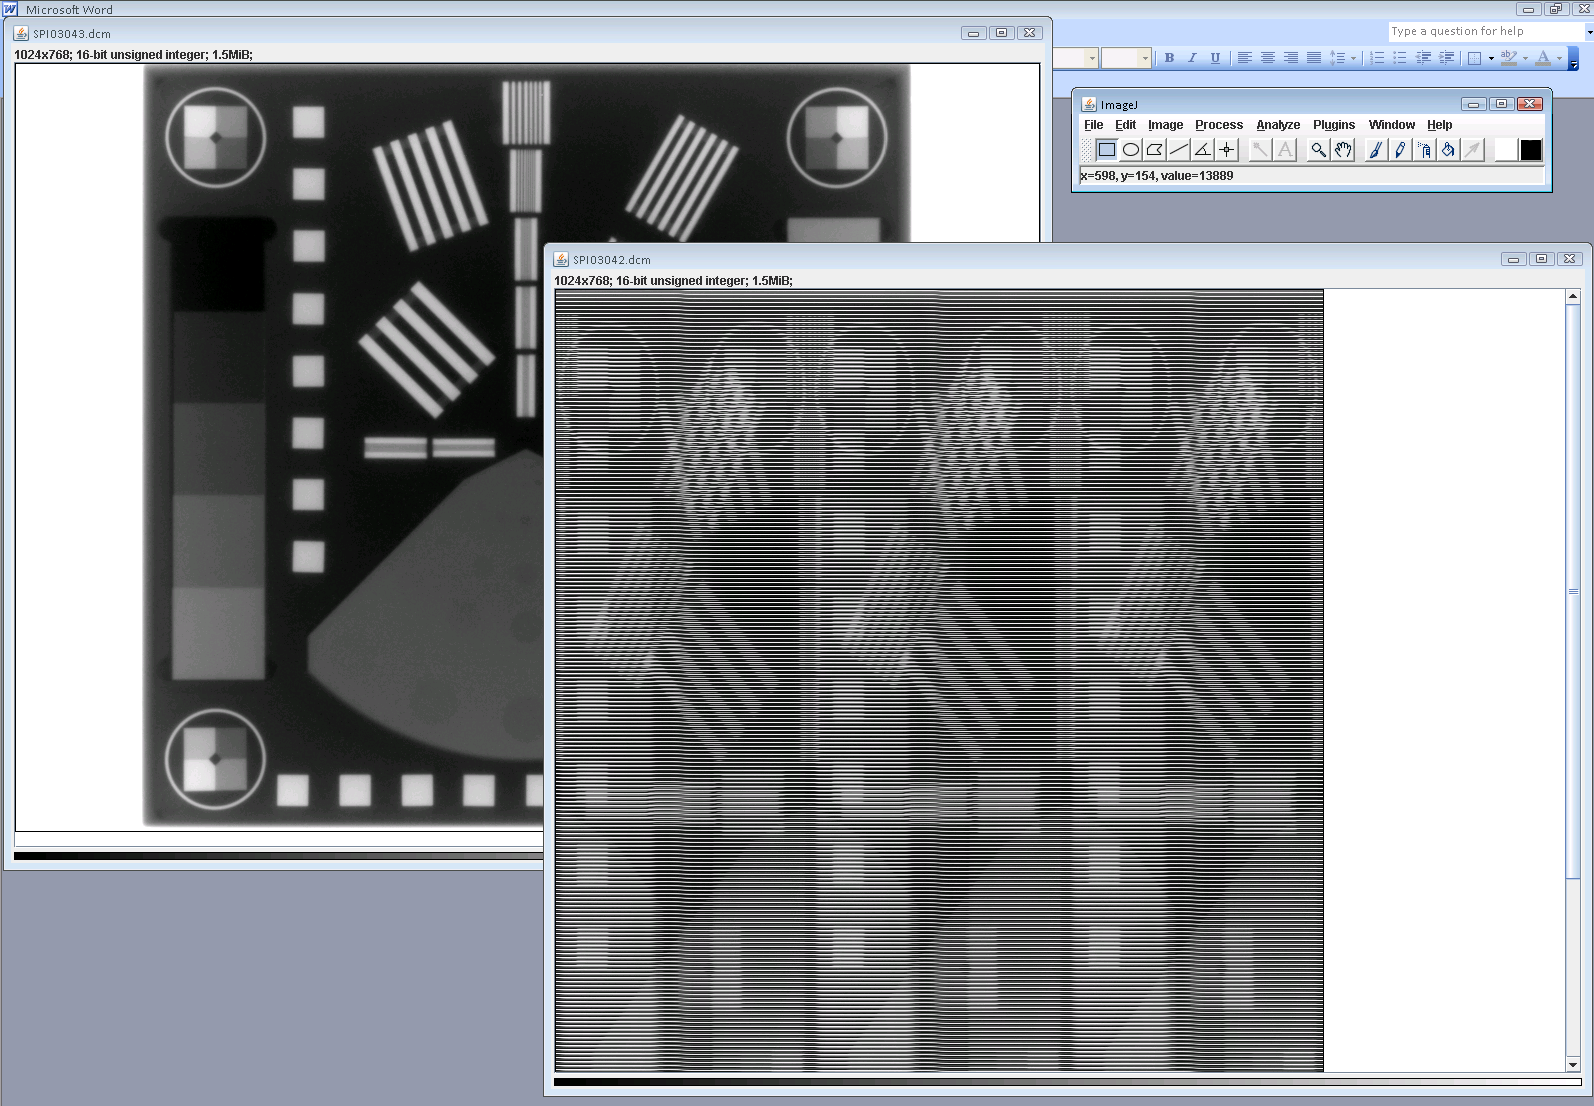 Microsoft Word
SPI03043.dcm
1024x768; 16-bit unsigned integer; 1.5MiB;
Type a question for help
B I U
A
ImageJ
File Edit Image Process Analyze Plugins Window Help
A
x=598, y=154, value=13889
SPI03042.dcm
1024x768; 16-bit unsigned integer; 1.5MiB;